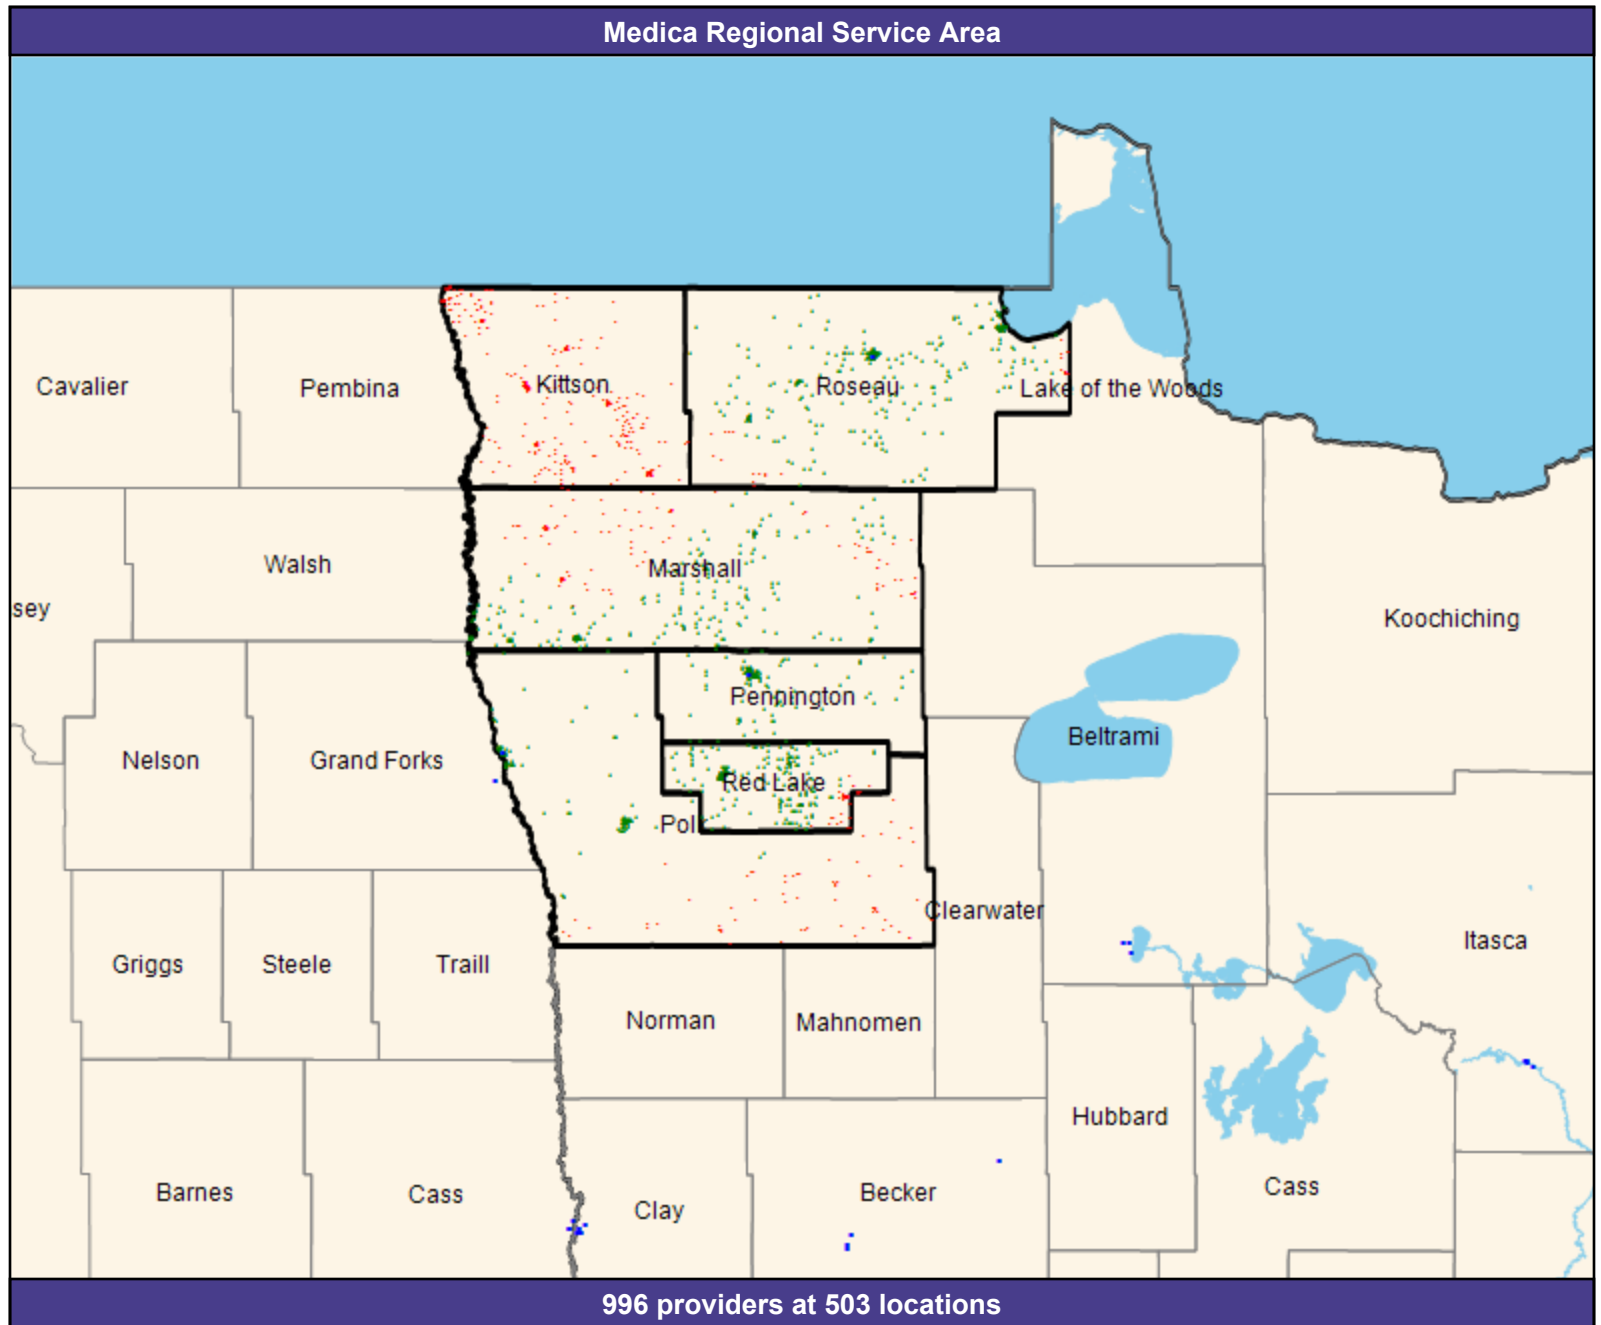 Medica Regional Service Area
Cavalier
Pembina
Kittson
Roseau
Lake of the Woods
Walsh
Marshall
sey
Koochiching
Pennington
Nelson
Grand Forks
Beltrami
Red Lake
Pol
Clearwater
Griggs
Steele
Traill
Itasca
Norman
Mahnomen
Hubbard
Barnes
Cass
Clay
Becker
Cass
996 providers at 503 locations